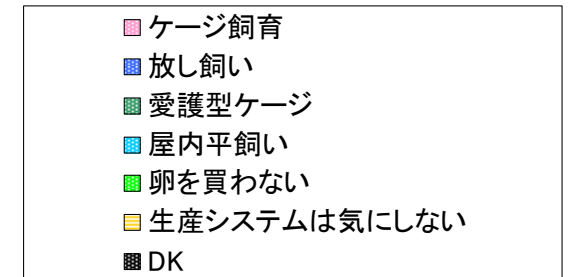 ケージ飼育
放し飼い
愛護型ケージ
屋内平飼い
卵を買わない
生産システムは気にしない
DK